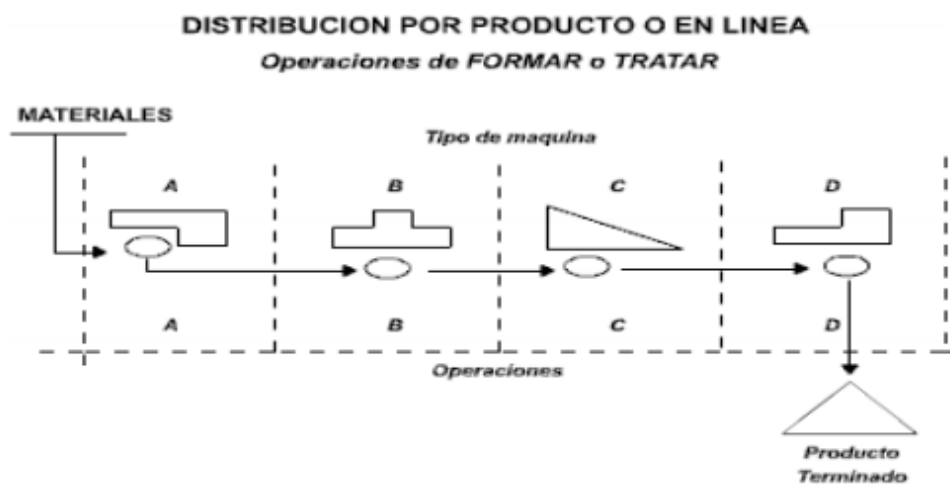 DISTRIBUCION POR PRODUCTO O EN LINEA
Operaciones de FORMAR o TRATAR
MATERIALES
Tipo de maquina
A B C D
A B C D
Operaciones
Producto
Terminado